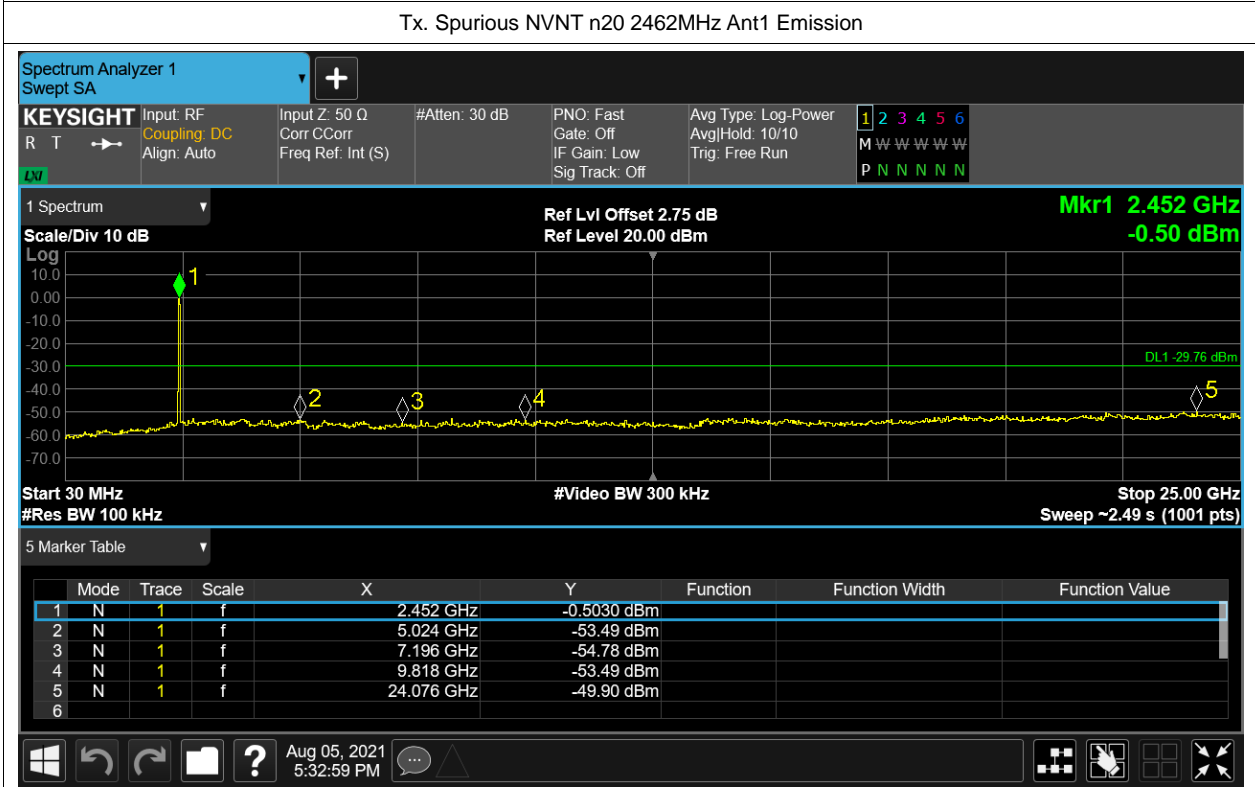 Tx. Spurious NVNT n20 2462MHz Ant1 Emission
Spectrum Analyzer 1
Swept SA
KEYSIGHT
R T
LXI
Input: RF
Coupling: DC
Align: Auto
Input Z: 50 Ω
Corr CCorr
Freq Ref: Int (S)
#Atten: 30 dB
PNO: Fast
Gate: Off
IF Gain: Low
Sig Track: Off
Avg Type: Log-Power
Avg|Hold: 10/10
Trig: Free Run
1 2 3 4 5 6
M W W W W W
P N N N N N
1 Spectrum
Scale/Div 10 dB
Ref Lvl Offset 2.75 dB
Ref Level 20.00 dBm
Mkr1 2.452 GHz
-0.50 dBm
Log
10.0
0.00
-10.0
-20.0
-30.0
-40.0
-50.0
-60.0
-70.0
1
2
3
4
5
DL1 -29.76 dBm
Start 30 MHz
#Video BW 300 kHz
Stop 25.00 GHz
#Res BW 100 kHz
Sweep ~2.49 s (1001 pts)
5 Marker Table
Mode Trace Scale X Y Function Function Width Function Value
1 N 1 f 2.452 GHz -0.5030 dBm
2 N 1 f 5.024 GHz -53.49 dBm
3 N 1 f 7.196 GHz -54.78 dBm
4 N 1 f 9.818 GHz -53.49 dBm
5 N 1 f 24.076 GHz -49.90 dBm
6
?
Aug 05, 2021
5:32:59 PM